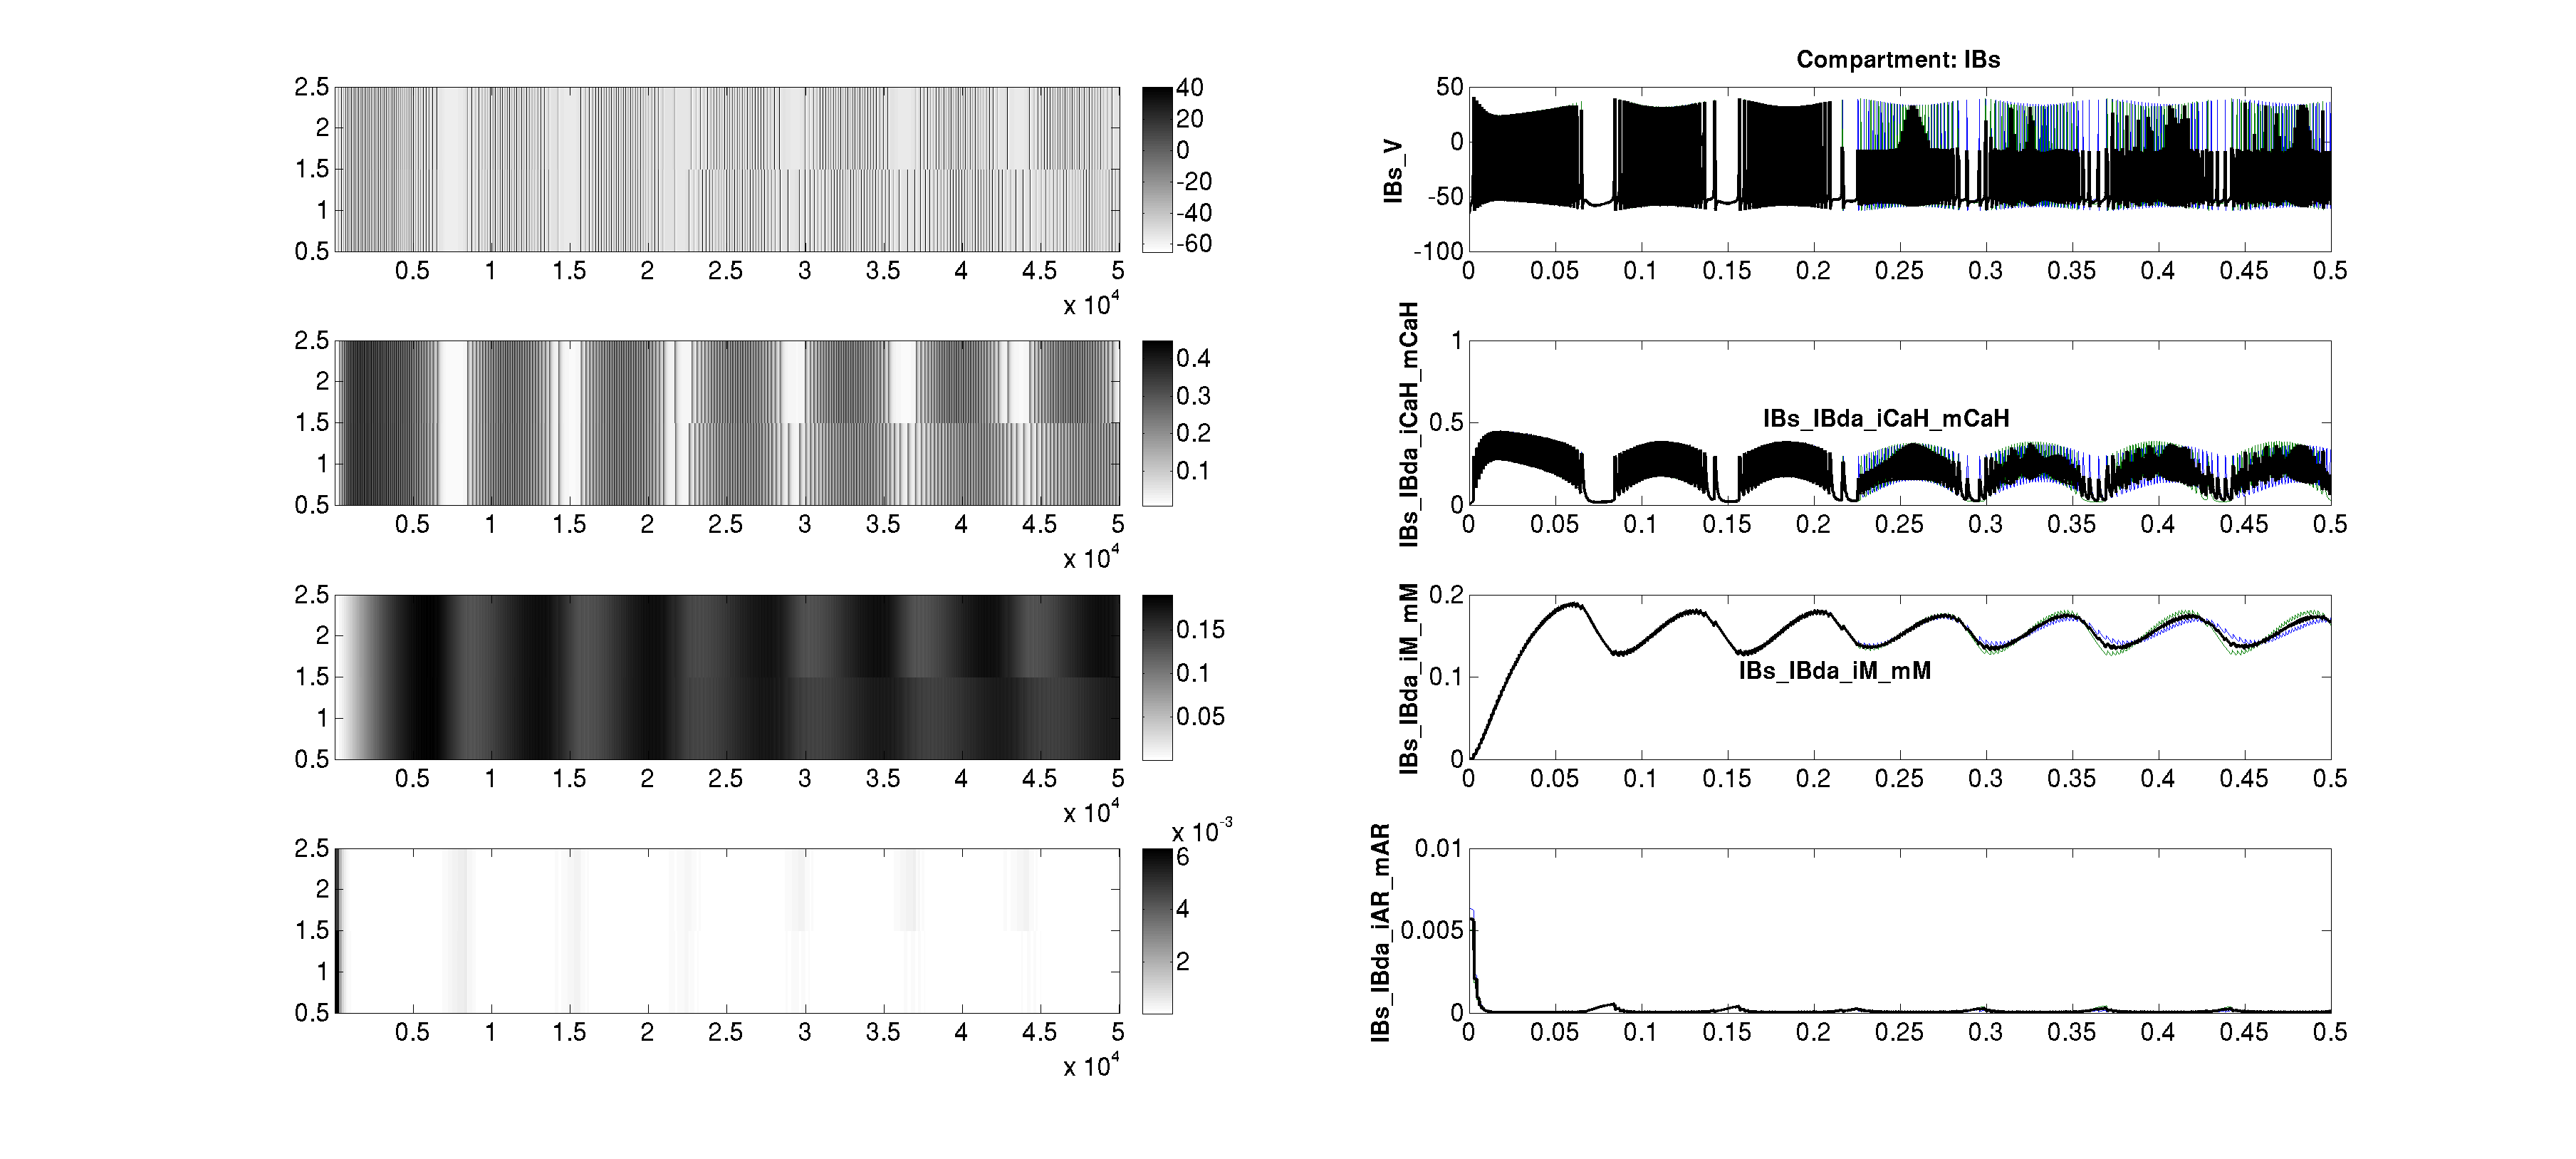 2.5
2
1.5
1
0.5
0.5 1 1.5 2 2.5 3 3.5 4 4.5 5
x 10^4
40
20
0
-20
-40
-60
2.5
2
1.5
1
0.5
0.5 1 1.5 2 2.5 3 3.5 4 4.5 5
x 10^4
0.4
0.3
0.2
0.1
2.5
2
1.5
1
0.5
0.5 1 1.5 2 2.5 3 3.5 4 4.5 5
x 10^4
0.15
0.1
0.05
2.5
2
1.5
1
0.5
0.5 1 1.5 2 2.5 3 3.5 4 4.5 5
x 10^4
x 10^-3
6
4
2
Compartment: IBs
IBs_V
50
0
-50
-100
0 0.05 0.1 0.15 0.2 0.25 0.3 0.35 0.4 0.45 0.5
IBs_IBda_iCaH_mCaH
1
0.5
0
IBs_IBda_iCaH_mCaH
0 0.05 0.1 0.15 0.2 0.25 0.3 0.35 0.4 0.45 0.5
IBs_IBda_iM_mM
0.2
0.1
0
IBs_IBda_iM_mM
0 0.05 0.1 0.15 0.2 0.25 0.3 0.35 0.4 0.45 0.5
IBs_IBda_iAR_mAR
0.01
0.005
0
0 0.05 0.1 0.15 0.2 0.25 0.3 0.35 0.4 0.45 0.5